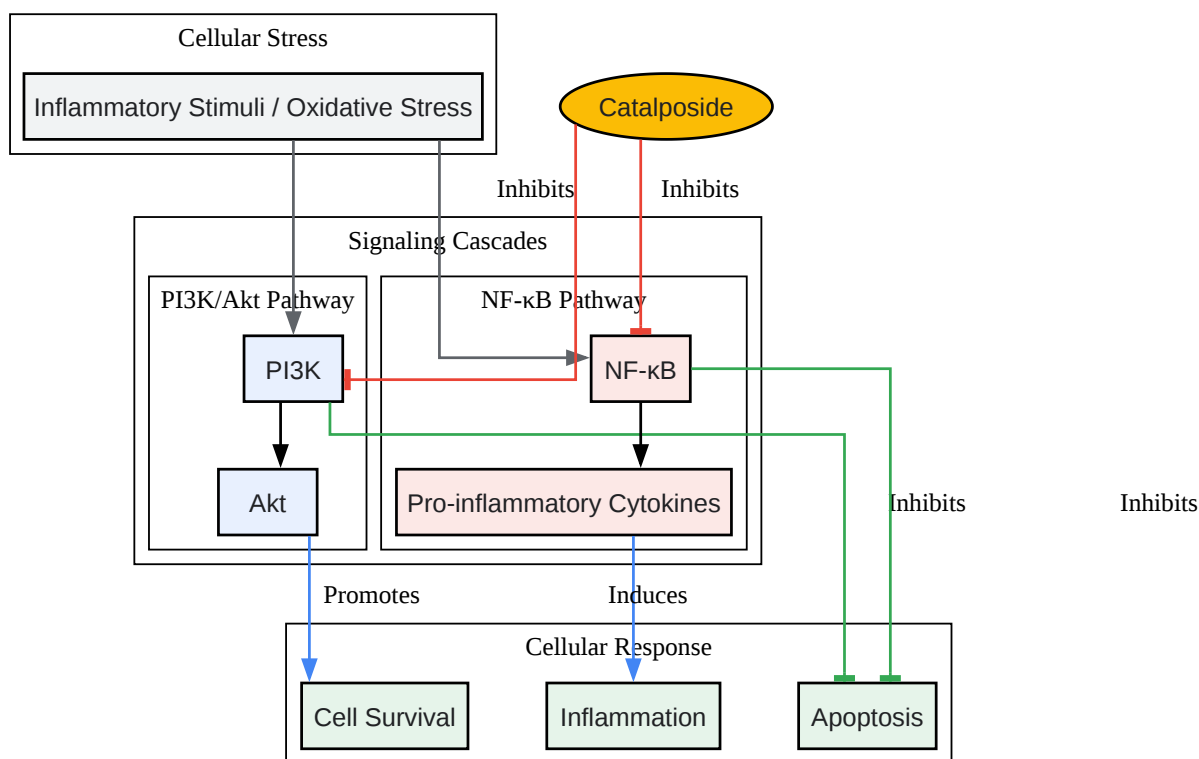 Cellular Stress
Inflammatory Stimuli / Oxidative Stress
Catalposide
Inhibits
Inhibits
Signaling Cascades
PI3K/Akt Pathway
NF-κB Pathway
PI3K
NF-κB
Akt
Pro-inflammatory Cytokines
Inhibits
Inhibits
Promotes
Induces
Cellular Response
Cell Survival
Inflammation
Apoptosis